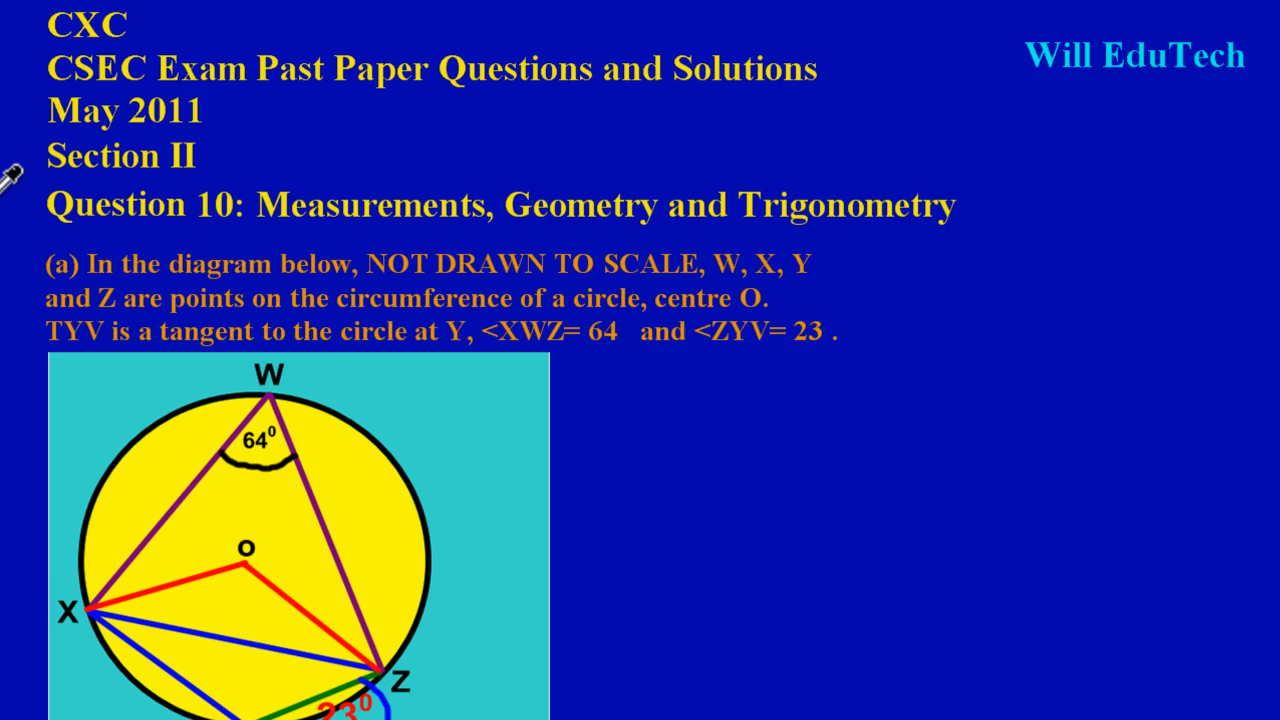 CXC
CSEC Exam Past Paper Questions and Solutions
Will EduTech
May 2011
Section II
Question 10: Measurements, Geometry and Trigonometry
(a) In the diagram below, NOT DRAWN TO SCALE, W, X, Y
and Z are points on the circumference of a circle, centre O.
TYV is a tangent to the circle at Y, <XWZ= 64 and <ZYV= 23 .
W
64⁰
O
X
Z
23⁰